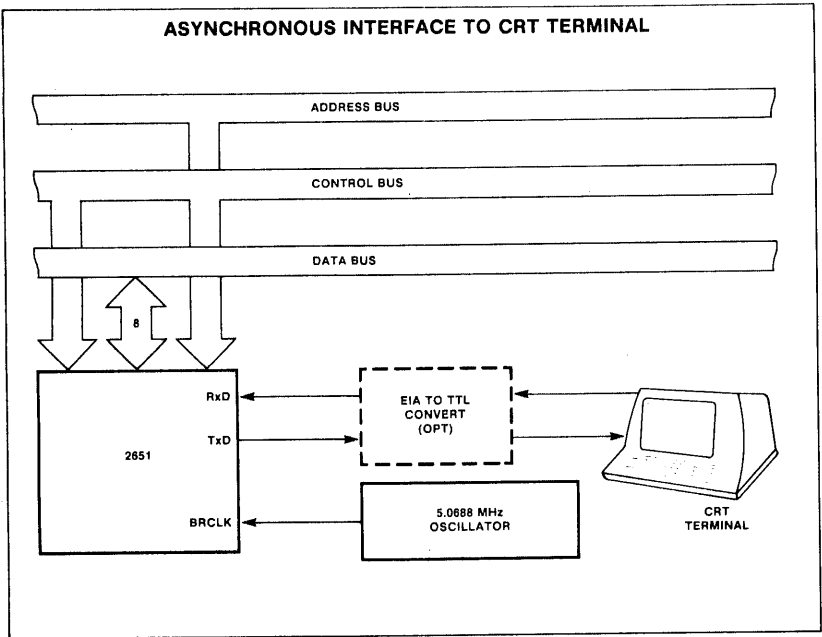 ASYNCHRONOUS INTERFACE TO CRT TERMINAL
ADDRESS BUS
CONTROL BUS
DATA BUS
8
RxD
EIA TO TTL
CONVERT
(OPT)
TxD
2651
BRCLK
5.0688 MHz
OSCILLATOR
CRT
TERMINAL